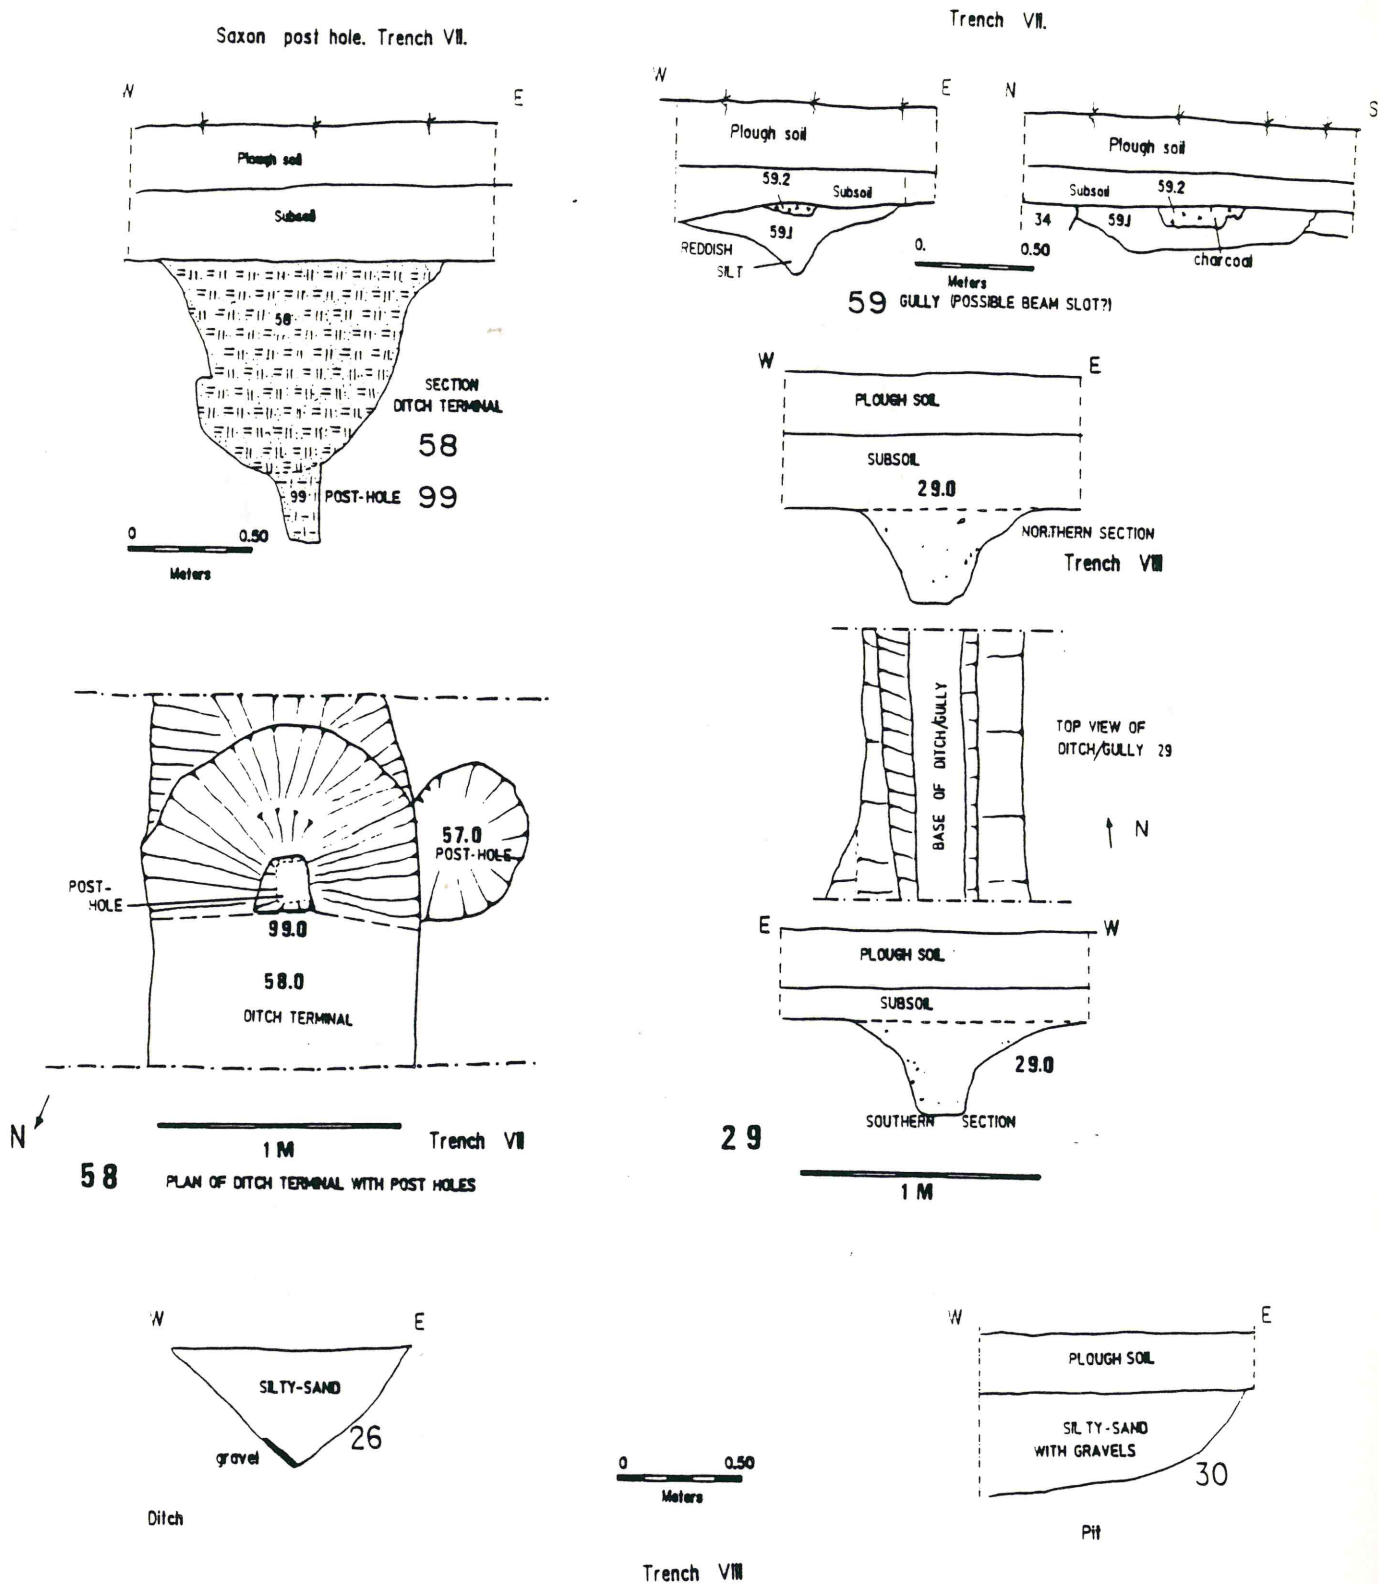 Saxon post hole. Trench VII.
W
E
Plough soil
Subsoil
58
SECTION
DITCH TERMINAL
58
99
POST-HOLE 99
0 0.50
Meters
Trench VII.
W
E
Plough soil
59.2
Subsoil
59.1
REDDISH
SILT
N
S
Plough soil
Subsoil
59.2
34
59.1
charcoal
0. 0.50
Meters
59 GULLY (POSSIBLE BEAM SLOT?)
W
E
PLOUGH SOIL
SUBSOIL
29.0
NORTHERN SECTION
Trench VIII
BASE OF DITCH/GULLY
TOP VIEW OF
DITCH/GULLY 29
N
E
W
PLOUGH SOIL
SUBSOIL
29.0
SOUTHERN SECTION
29
1 M
57.0
POST-HOLE
POST-
HOLE
99.0
58.0
DITCH TERMINAL
N
1 M
Trench VII
58 PLAN OF DITCH TERMINAL WITH POST HOLES
W
E
SILTY-SAND
26
gravel
Ditch
0 0.50
Meters
Trench VIII
W
E
PLOUGH SOIL
SILTY-SAND
WITH GRAVELS
30
Pit